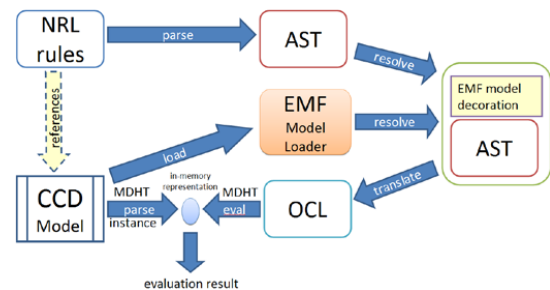 NRL
rules
parse
AST
resolve
EMF model
decoration
AST
references
EMF
Model
Loader
resolve
load
translate
CCD
Model
MDHT
parse
instance
in-memory
representation
MDHT
eval
OCL
evaluation result